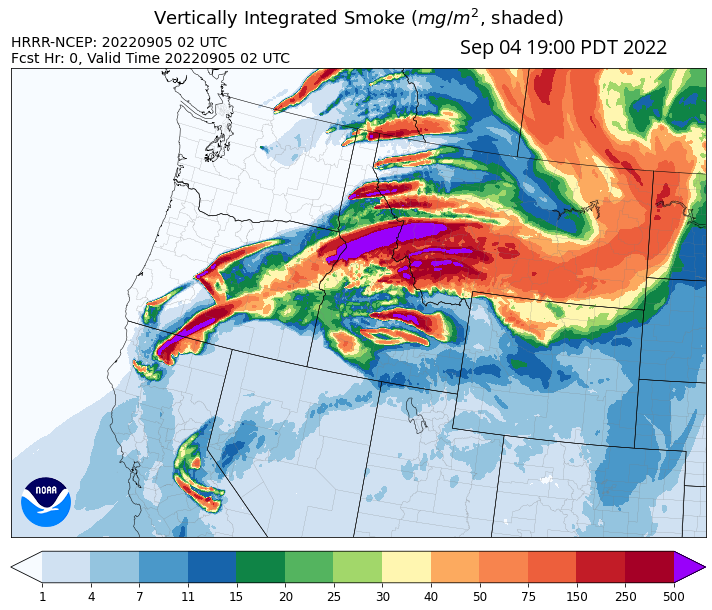 Vertically Integrated Smoke (mg/m², shaded)
HRRR-NCEP: 20220905 02 UTC
Fcst Hr: 0, Valid Time 20220905 02 UTC
Sep 04 19:00 PDT 2022
NOAA
1 4 7 11 15 20 25 30 40 50 75 150 250 500